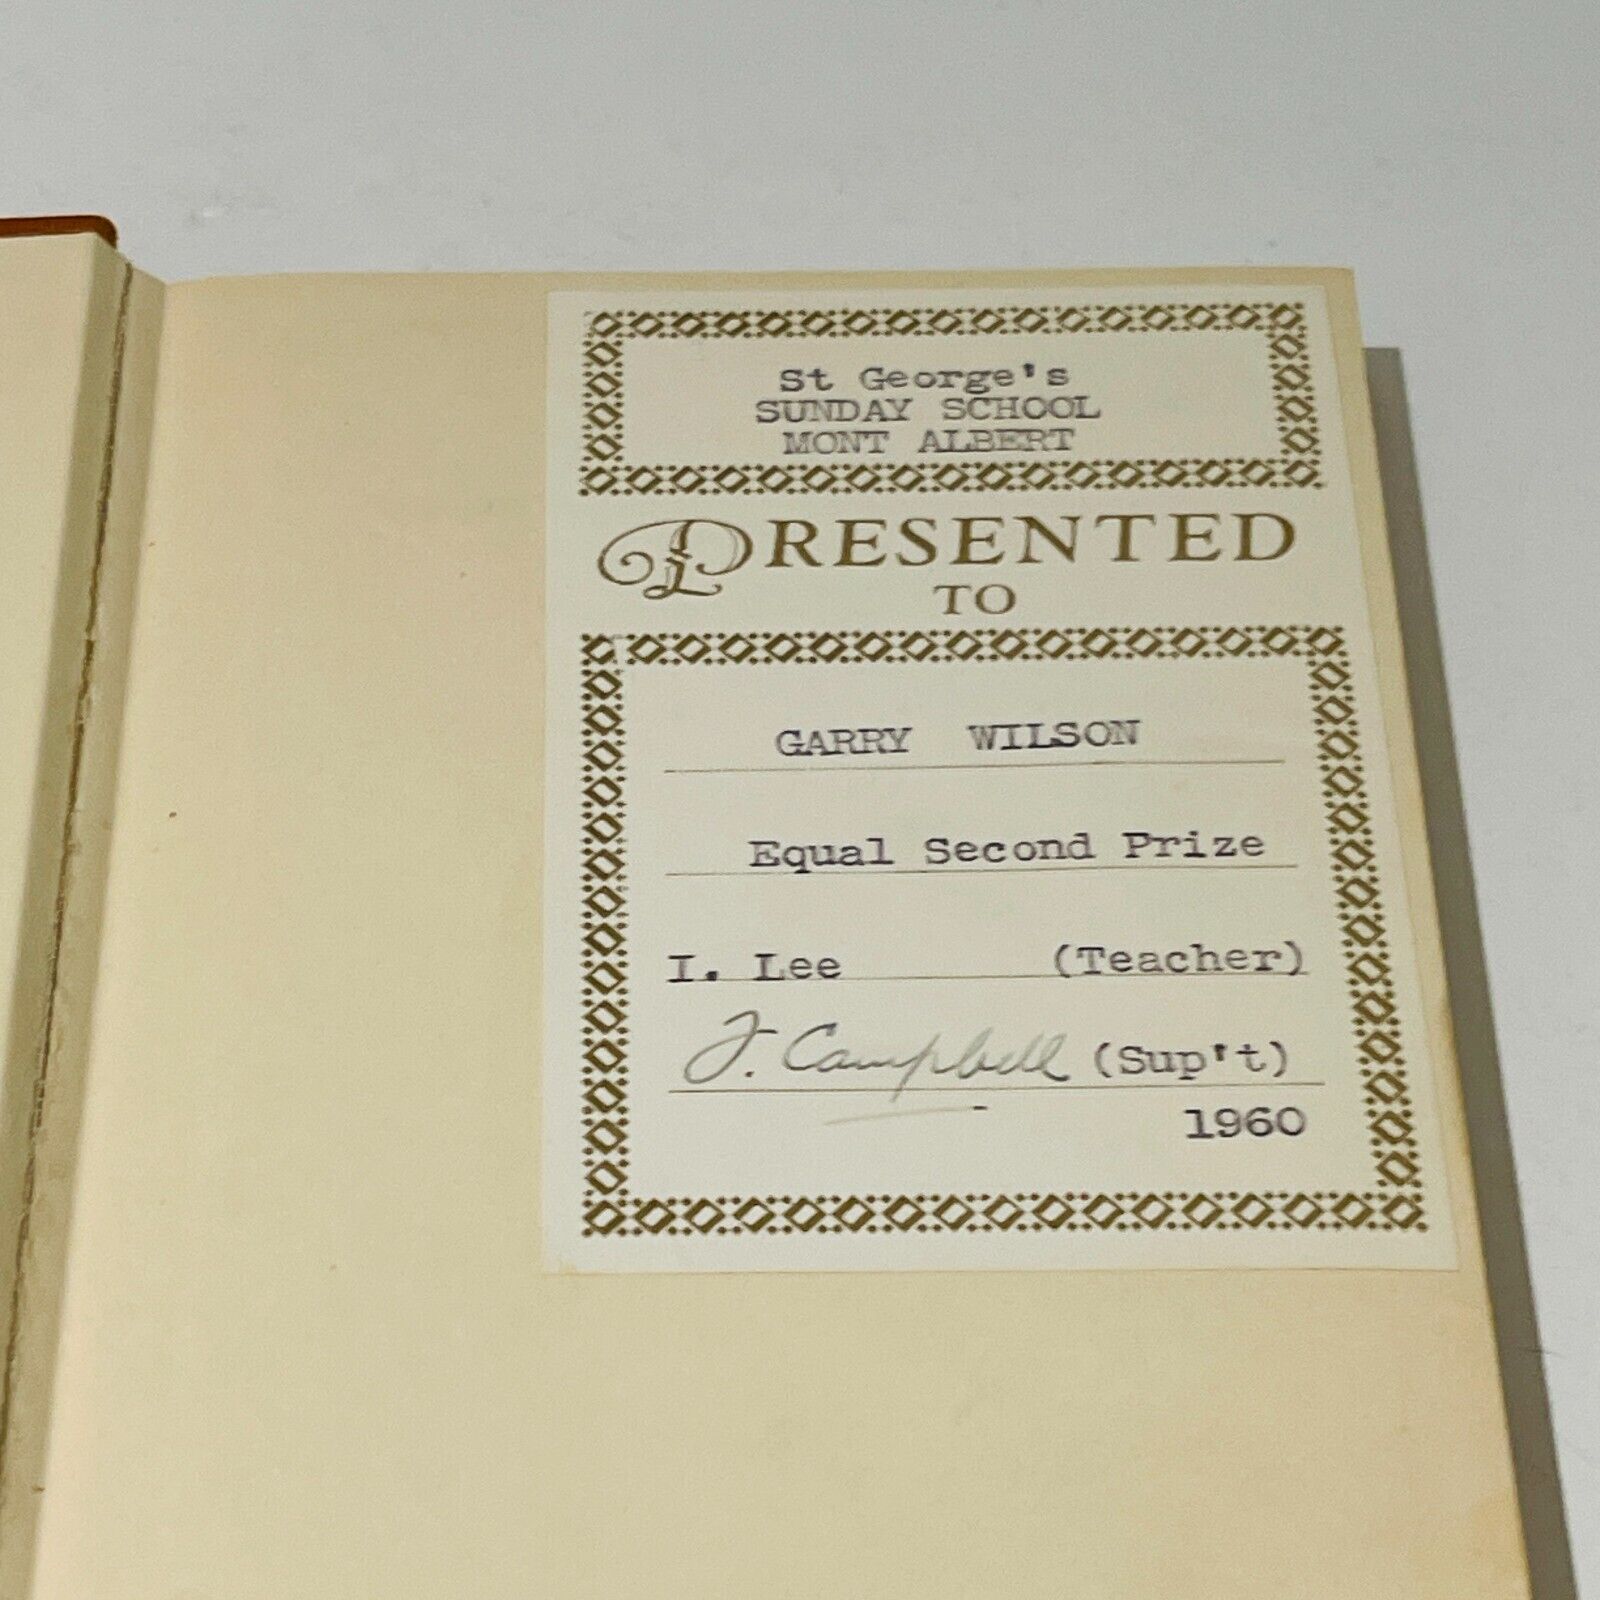 St George's
SUNDAY SCHOOL
MONT ALBERT
PRESENTED
TO
GARRY WILSON
Equal Second Prize
I. Lee (Teacher)
J. Campbell (Sup't)
1960